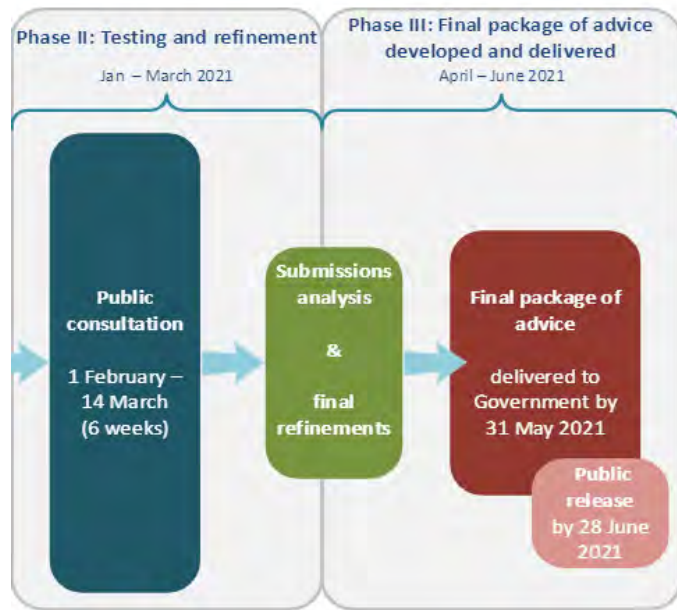 Phase II: Testing and refinement
Jan – March 2021
Phase III: Final package of advice
developed and delivered
April – June 2021
Public
consultation
1 February –
14 March
(6 weeks)
Submissions
analysis
&
final
refinements
Final package of
advice
delivered to
Government by
31 May 2021
Public
release
by 28 June
2021